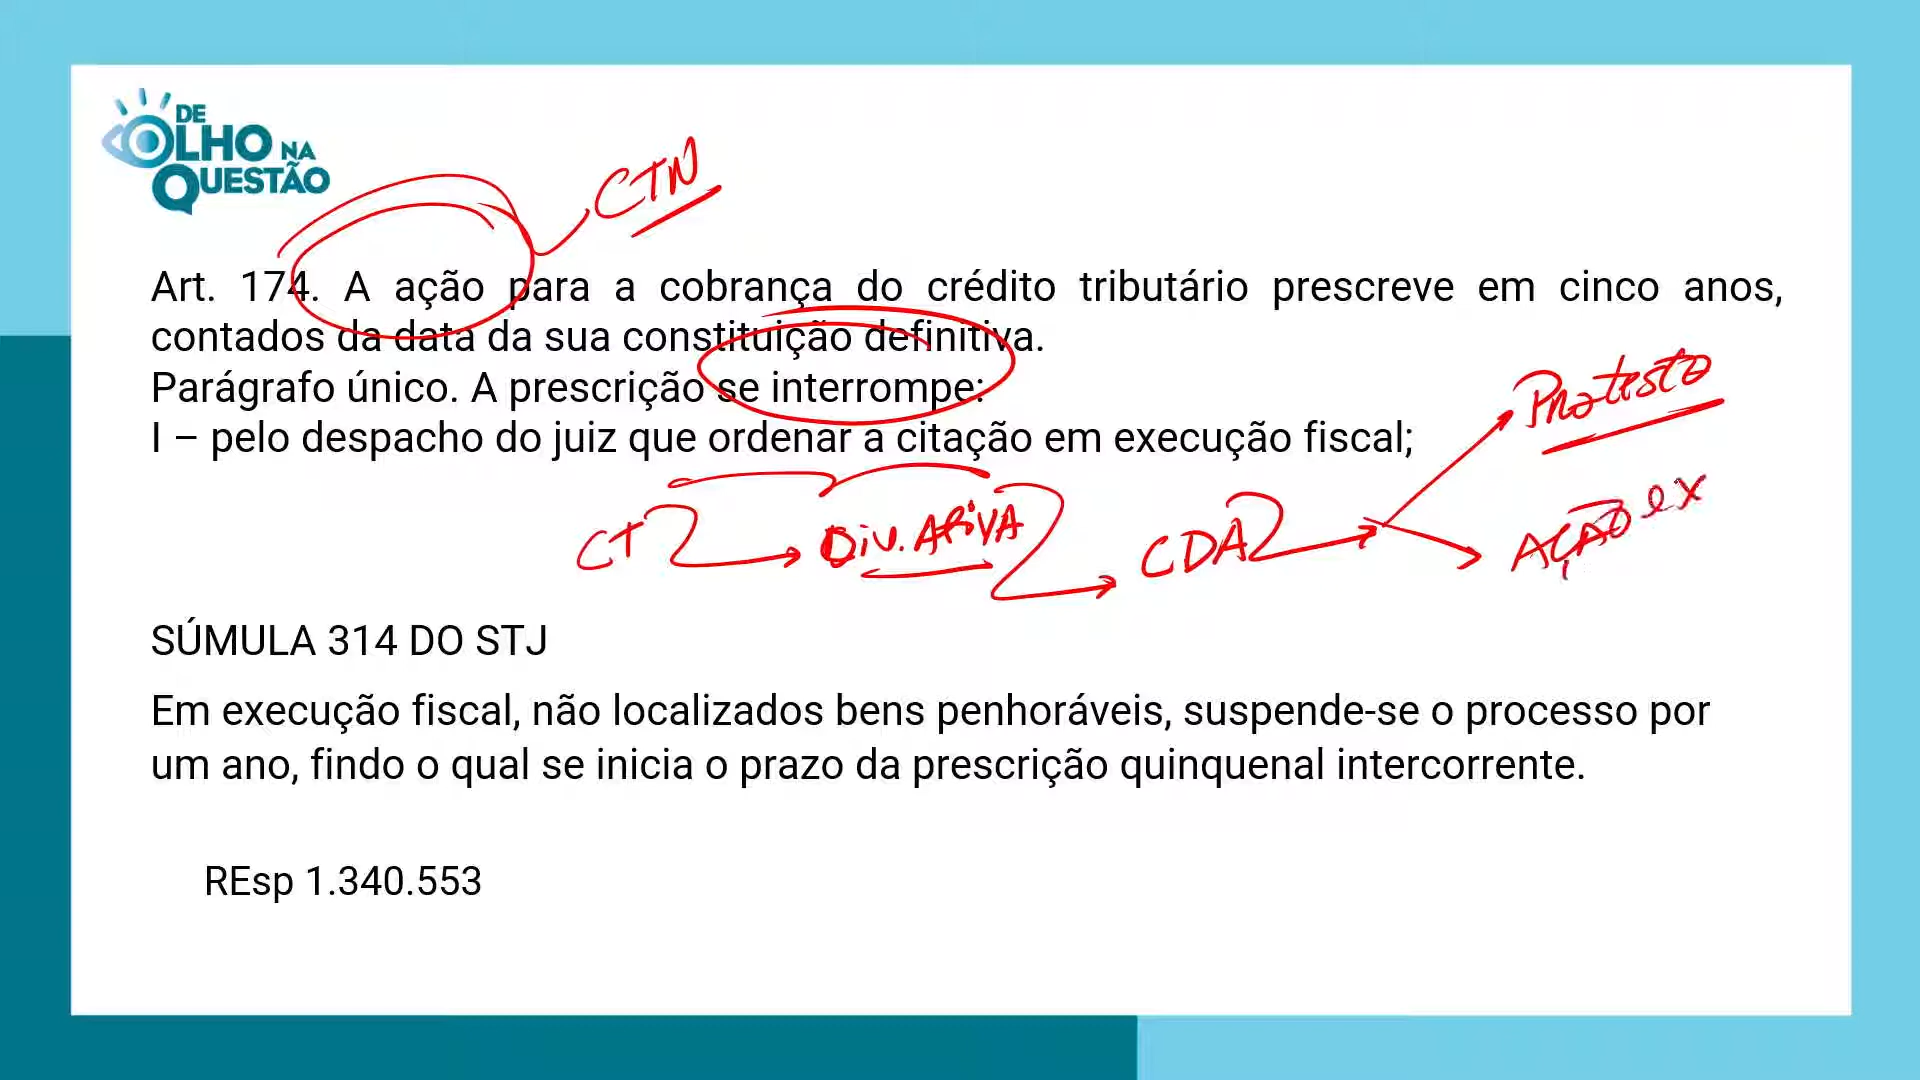 DE
OLHO NA
QUESTÃO
CTN
Art. 174. A ação para a cobrança do crédito tributário prescreve em cinco anos,
contados da data da sua constituição definitiva.
Parágrafo único. A prescrição se interrompe:
I – pelo despacho do juiz que ordenar a citação em execução fiscal;
Protesto
CT
Div. AtivA
CDA
AÇÃO ex
SÚMULA 314 DO STJ
Em execução fiscal, não localizados bens penhoráveis, suspende-se o processo por
um ano, findo o qual se inicia o prazo da prescrição quinquenal intercorrente.
REsp 1.340.553